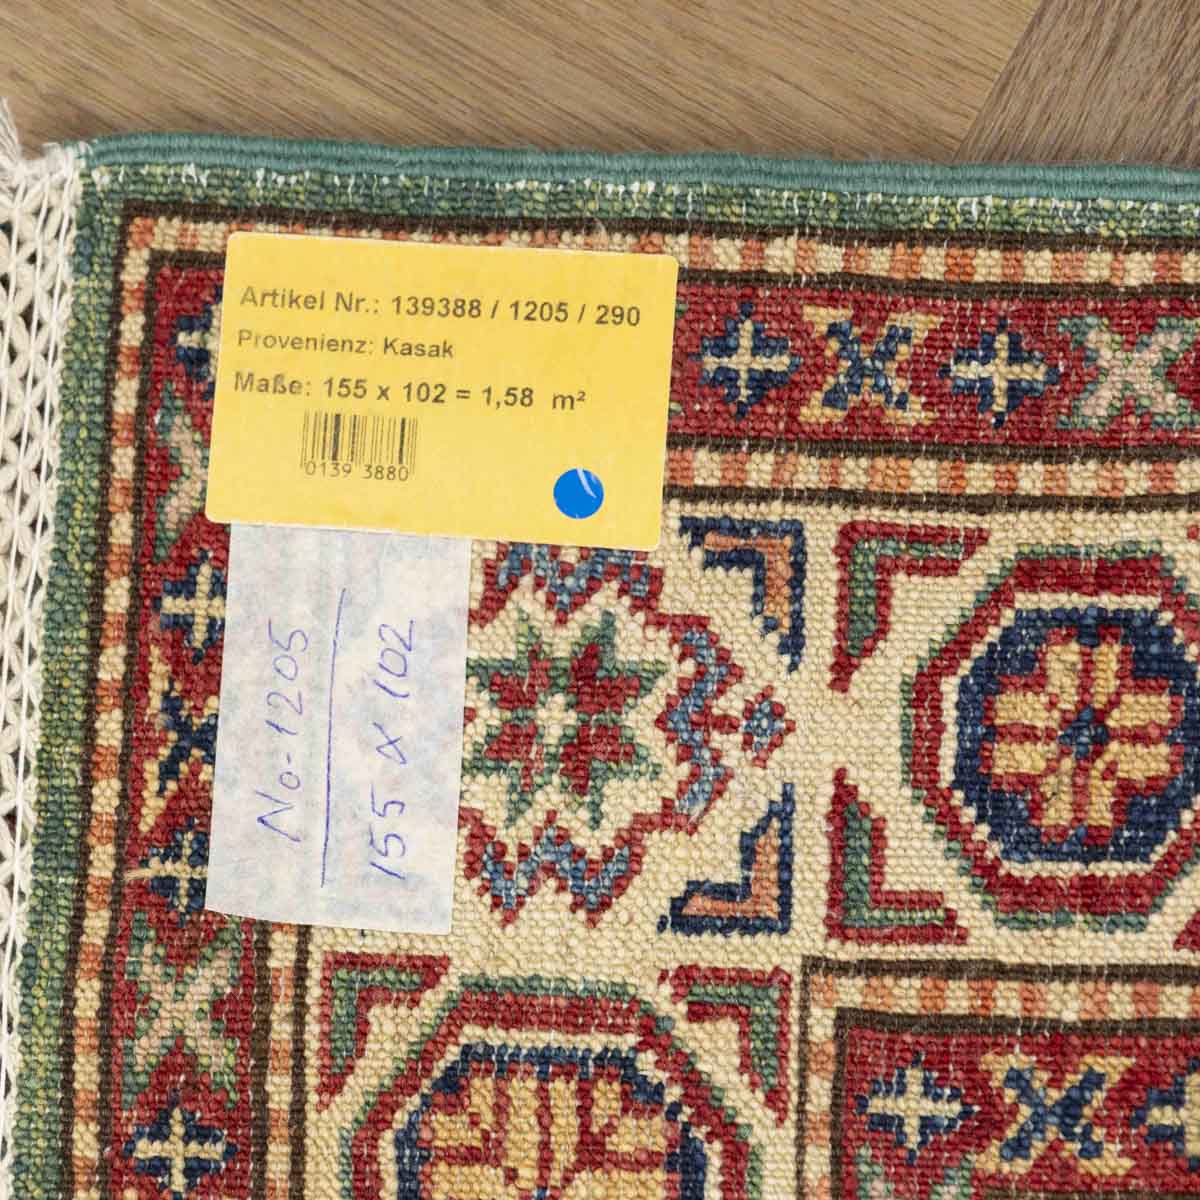 Artikel Nr.: 139388 / 1205 / 290
Provenienz: Kasak
Maße: 155 x 102 = 1,58 m²
0139 3880
No-1205
155 x 102